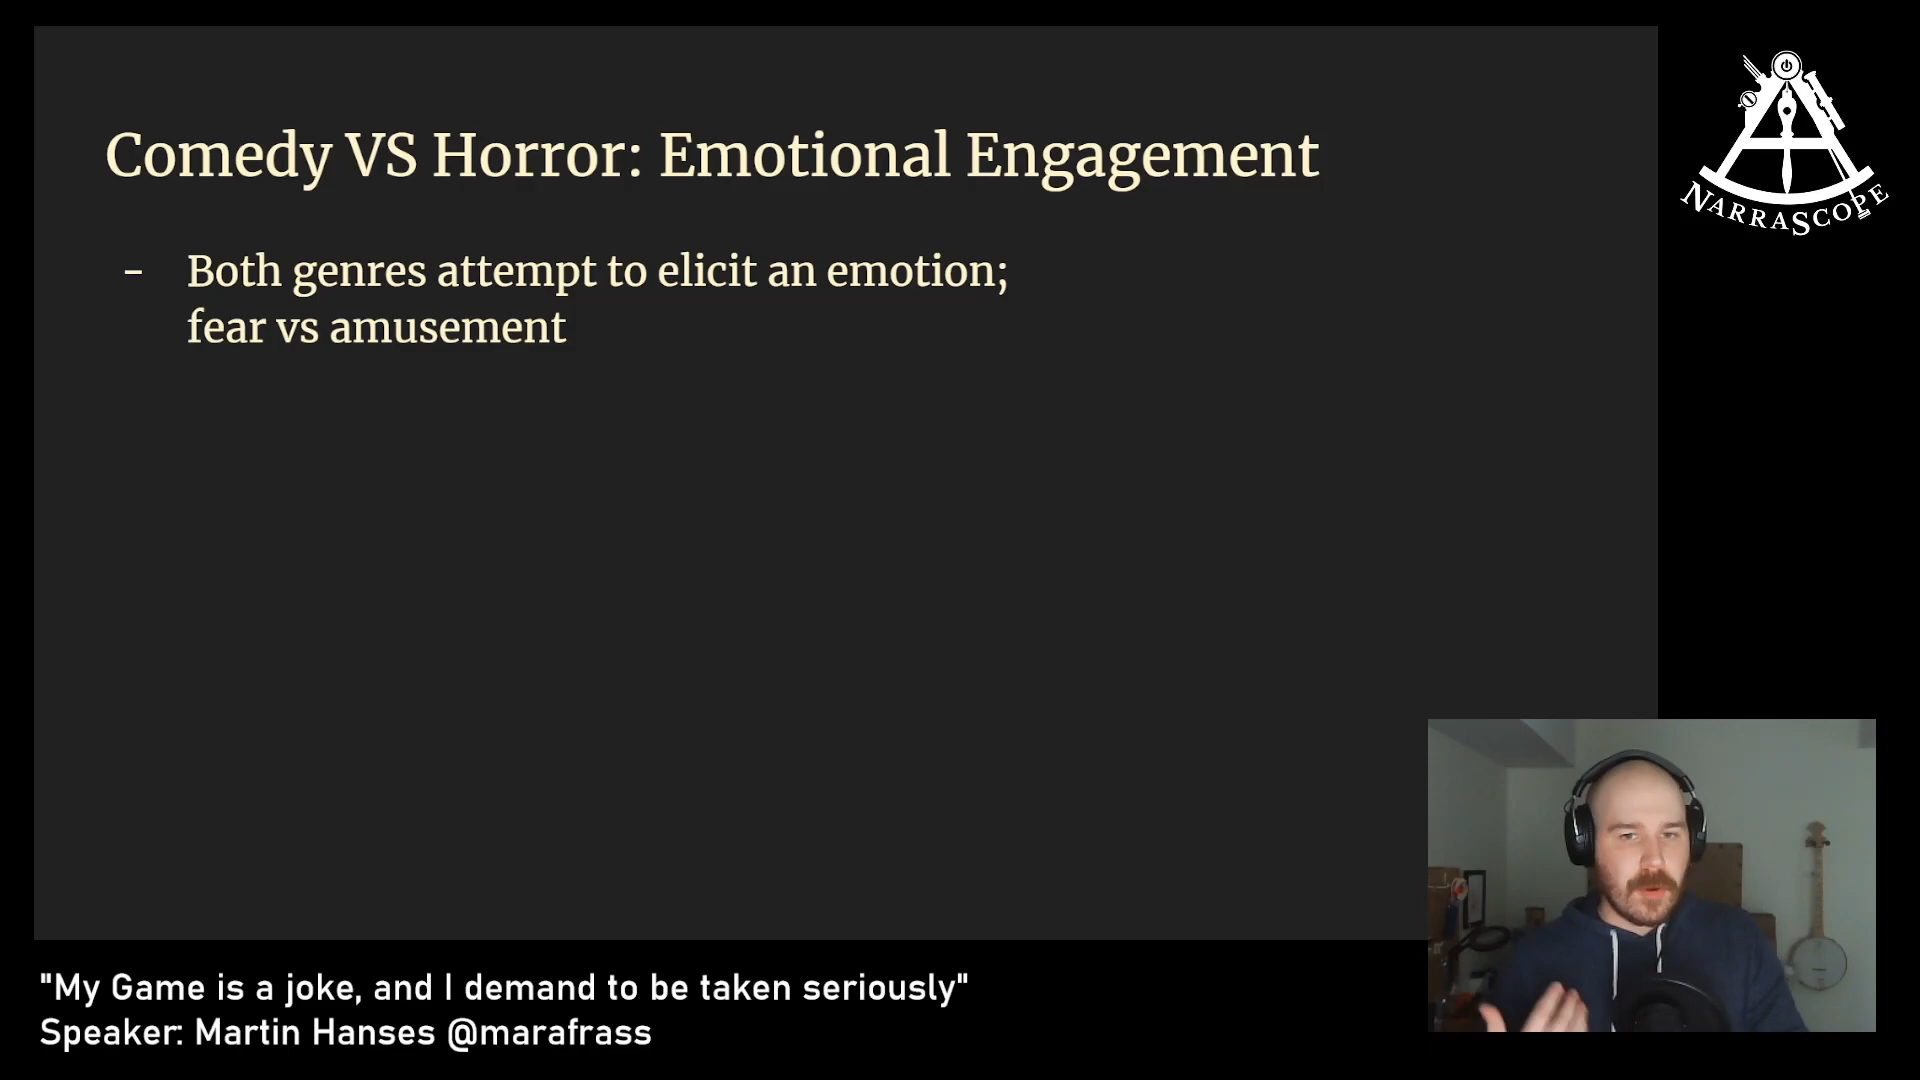 Comedy VS Horror: Emotional Engagement
- Both genres attempt to elicit an emotion;
fear vs amusement
NARRASCOPE
"My Game is a joke, and I demand to be taken seriously"
Speaker: Martin Hanses @marafrass